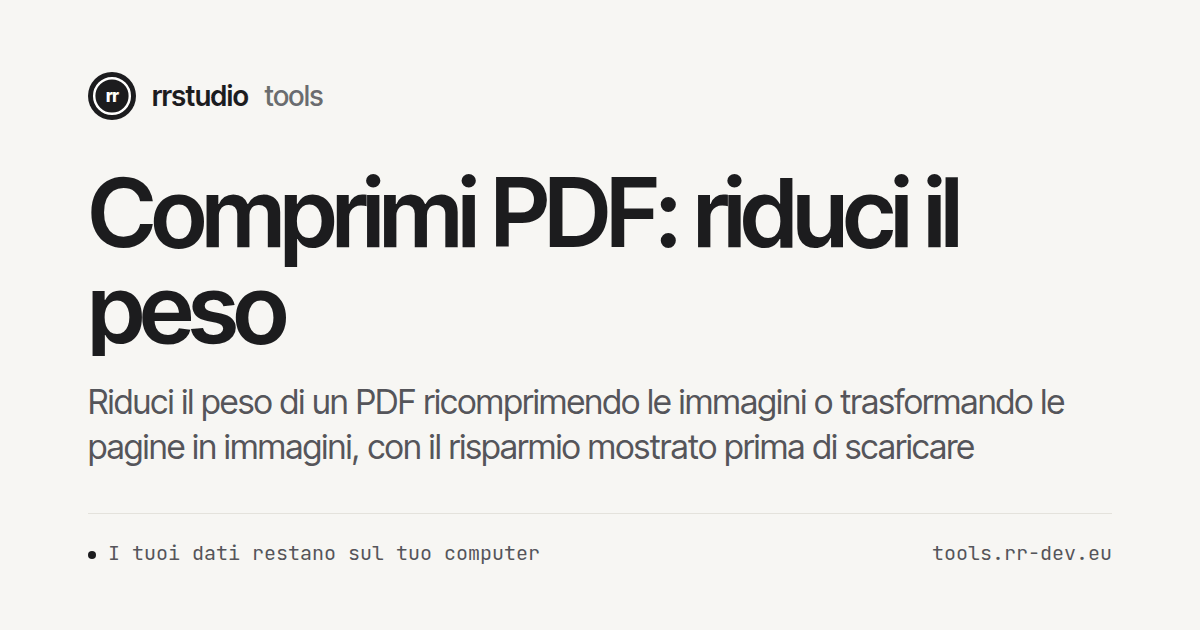 rr
rrstudio tools
Comprimi PDF: riduci il
peso
Riduci il peso di un PDF ricomprimendo le immagini o trasformando le
pagine in immagini, con il risparmio mostrato prima di scaricare
I tuoi dati restano sul tuo computer
tools.rr-dev.eu